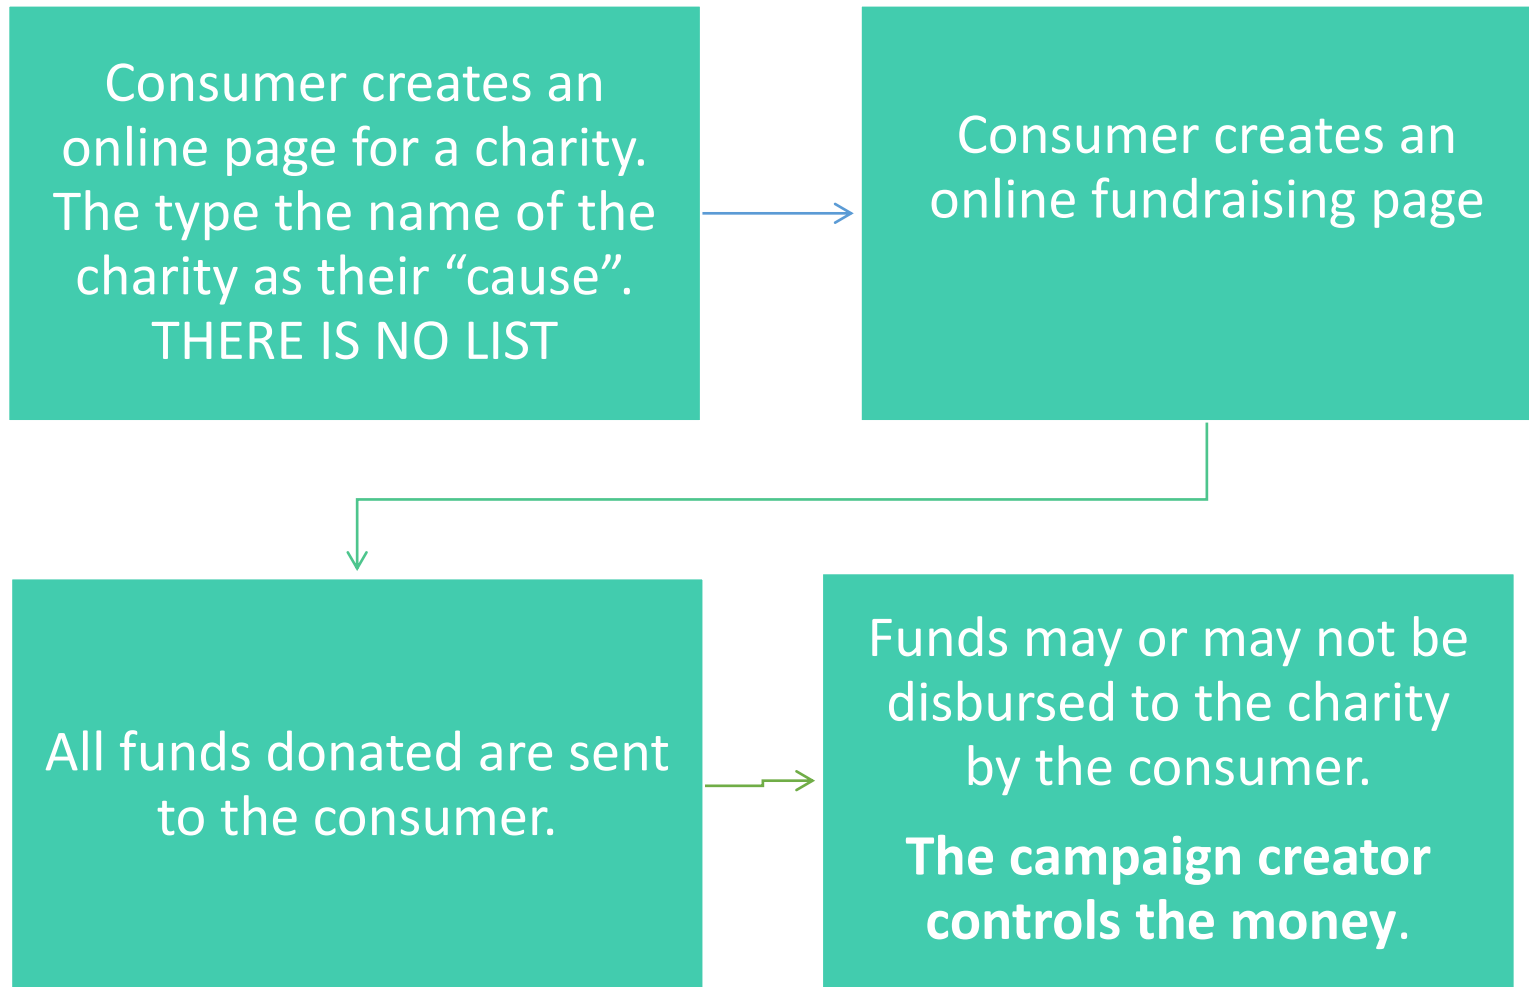 Consumer creates an
online page for a charity.
The type the name of the
charity as their “cause”.
THERE IS NO LIST
Consumer creates an
online fundraising page
All funds donated are sent
to the consumer.
Funds may or may not be
disbursed to the charity
by the consumer.
The campaign creator
controls the money.